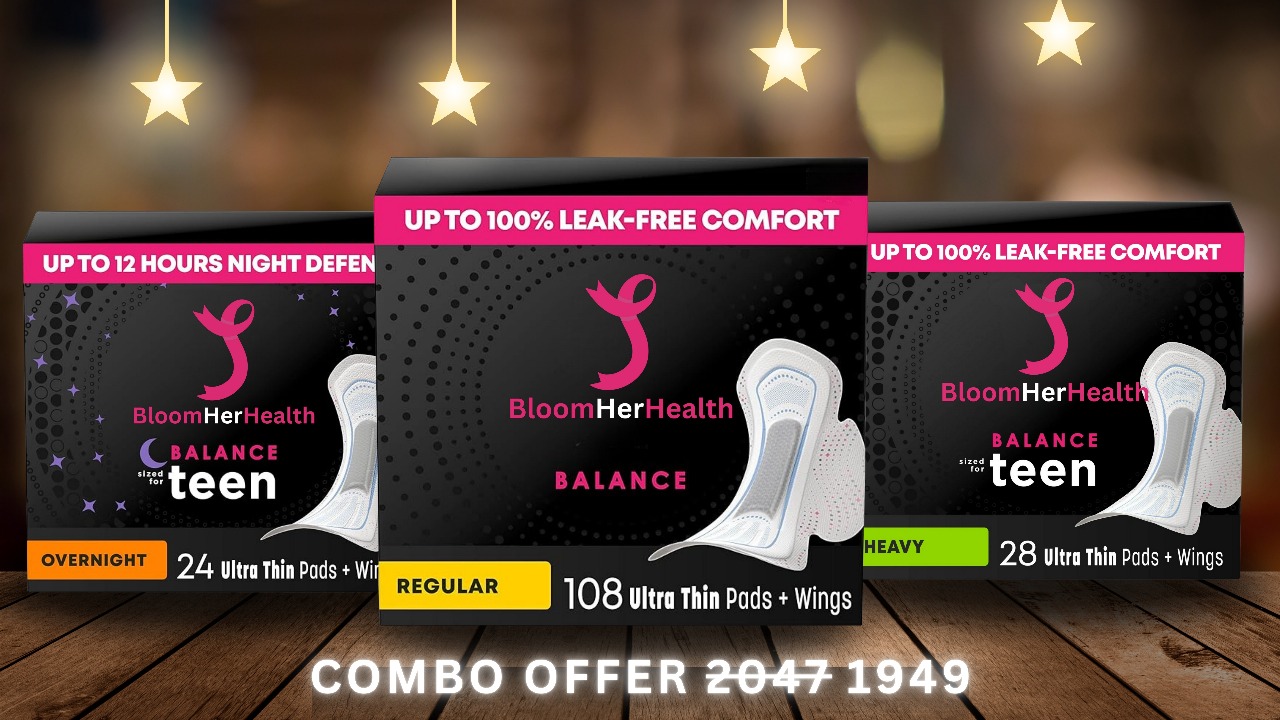 UP TO 12 HOURS NIGHT DEFEN
BloomHerHealth
BALANCE
sized for teen
OVERNIGHT
24 Ultra Thin Pads + Wi
UP TO 100% LEAK-FREE COMFORT
BloomHerHealth
BALANCE
REGULAR
108 Ultra Thin Pads + Wings
UP TO 100% LEAK-FREE COMFORT
BloomHerHealth
BALANCE
sized for teen
HEAVY
28 Ultra Thin Pads + Wings
COMBO OFFER 2047 1949